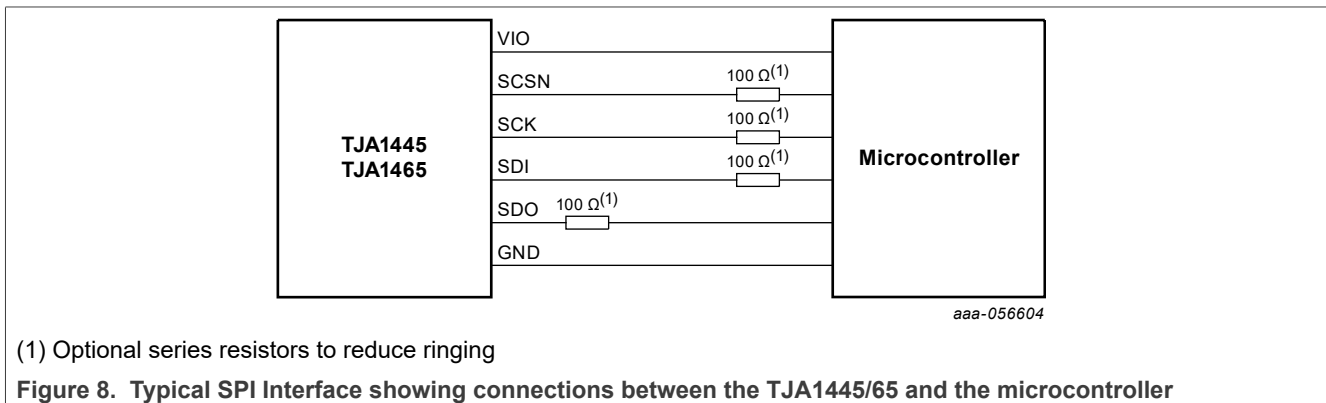 VIO
SCSN
100 Ω(1)
SCK
100 Ω(1)
SDI
100 Ω(1)
SDO
100 Ω(1)
GND
TJA1445
TJA1465
Microcontroller
aaa-056604
(1) Optional series resistors to reduce ringing
Figure 8. Typical SPI Interface showing connections between the TJA1445/65 and the microcontroller